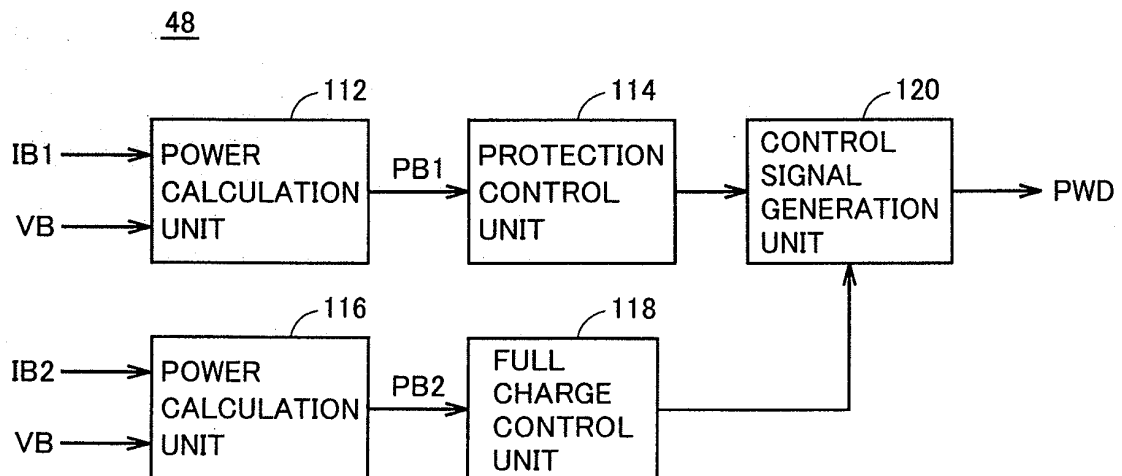 48
112
114
120
IB1
VB
POWER
CALCULATION
UNIT
PB1
PROTECTION
CONTROL
UNIT
CONTROL
SIGNAL
GENERATION
UNIT
PWD
116
118
IB2
VB
POWER
CALCULATION
UNIT
PB2
FULL
CHARGE
CONTROL
UNIT